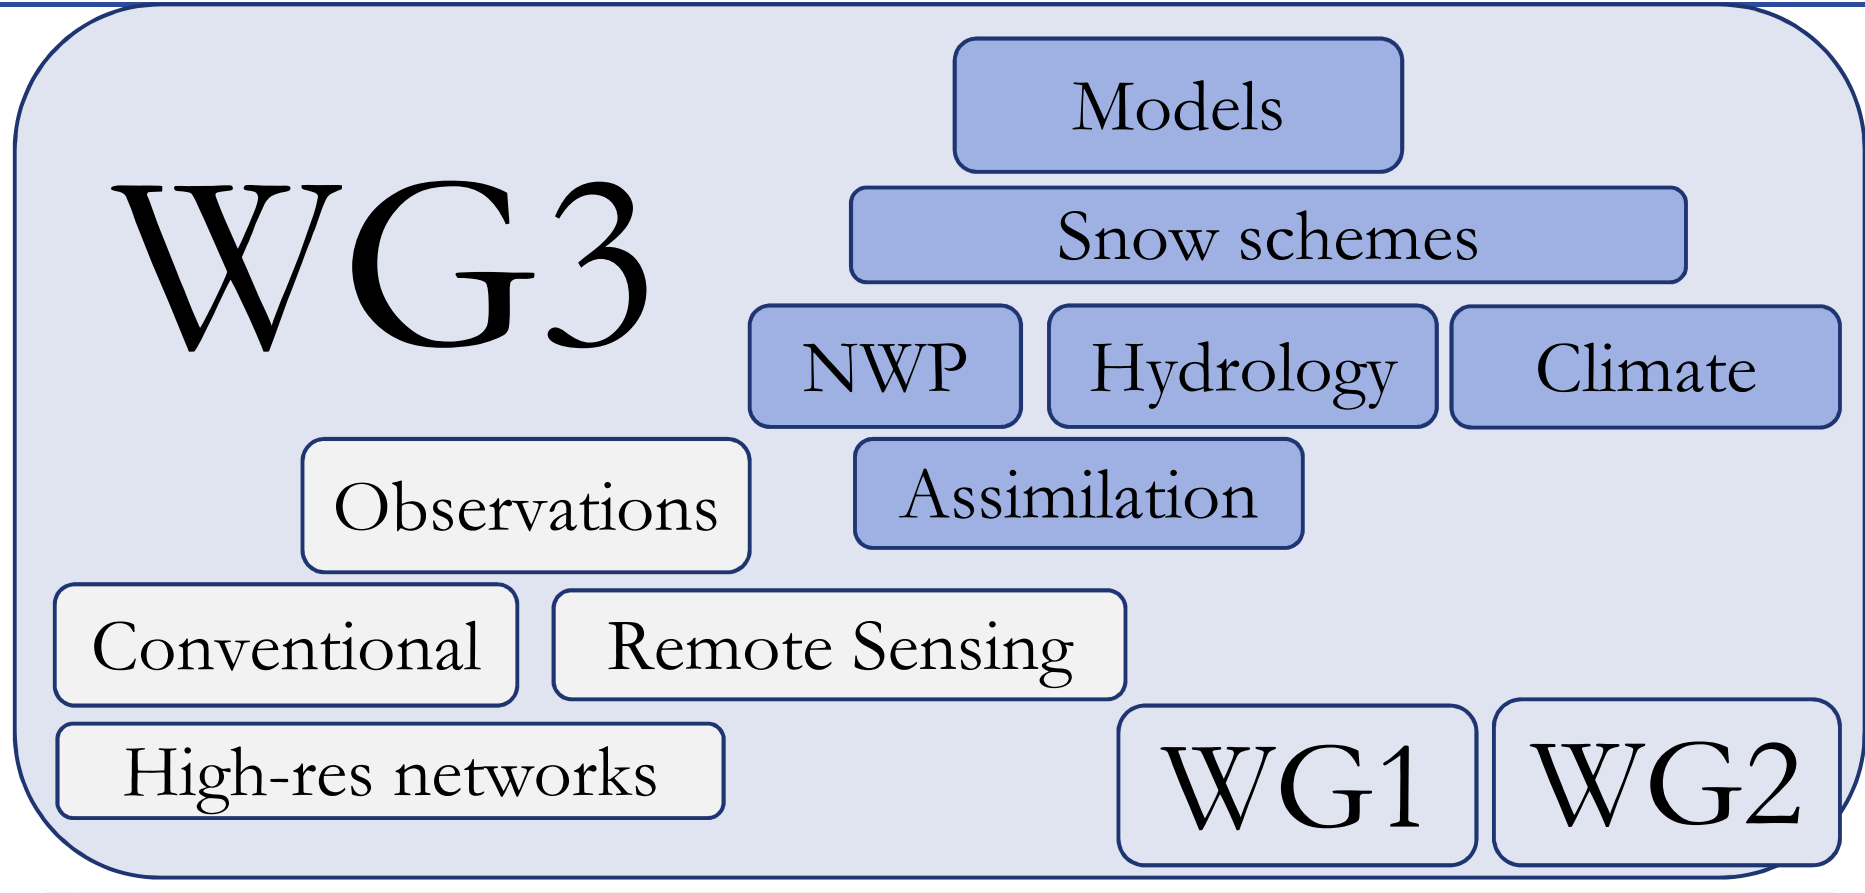 Models
WG3
Snow schemes
NWP
Hydrology
Climate
Observations
Assimilation
Conventional
Remote Sensing
High-res networks
WG1
WG2